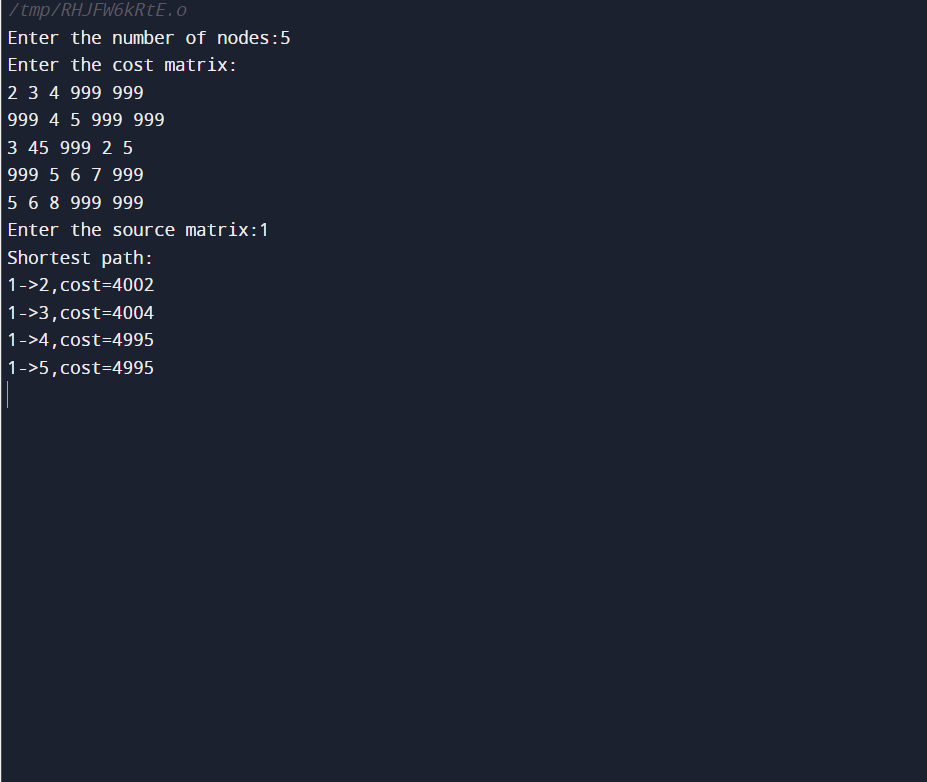 /tmp/RHJFW6kRtE.o
Enter the number of nodes:5
Enter the cost matrix:
2 3 4 999 999
999 4 5 999 999
3 45 999 2 5
999 5 6 7 999
5 6 8 999 999
Enter the source matrix:1
Shortest path:
1->2,cost=4002
1->3,cost=4004
1->4,cost=4995
1->5,cost=4995